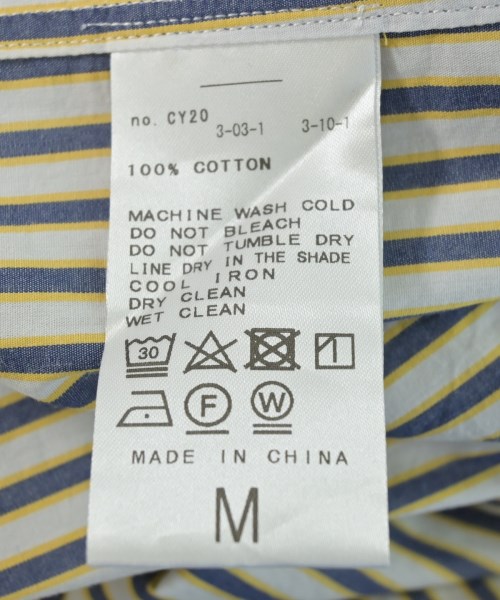 no. CY20 3-03-1 3-10-1
100% COTTON
MACHINE WASH COLD
DO NOT BLEACH
DO NOT TUMBLE DRY
LINE DRY IN THE SHADE
COOL IRON
DRY CLEAN
WET CLEAN
30
F W
MADE IN CHINA
M